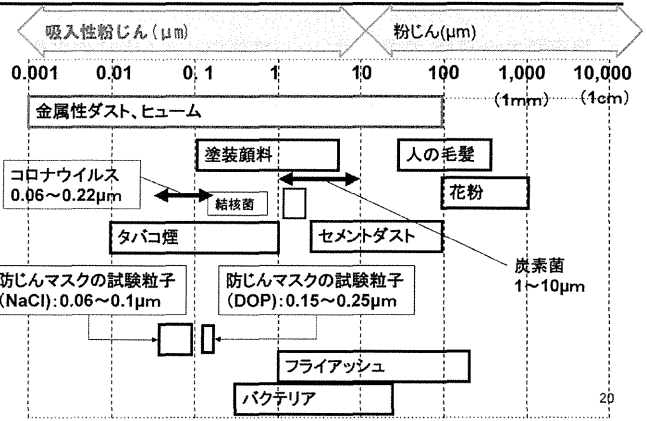 吸入性粉じん(μm)
粉じん(μm)
0.001 0.01 0.1 1 10 100 1,000 10,000
(1mm) (1cm)
金属性ダスト、ヒューム
塗装顔料
人の毛髪
コロナウイルス
0.06～0.22μm
結核菌
花粉
タバコ煙
セメントダスト
炭素菌
1～10μm
防じんマスクの試験粒子
(NaCl):0.06～0.1μm
防じんマスクの試験粒子
(DOP):0.15～0.25μm
フライアッシュ
バクテリア
20